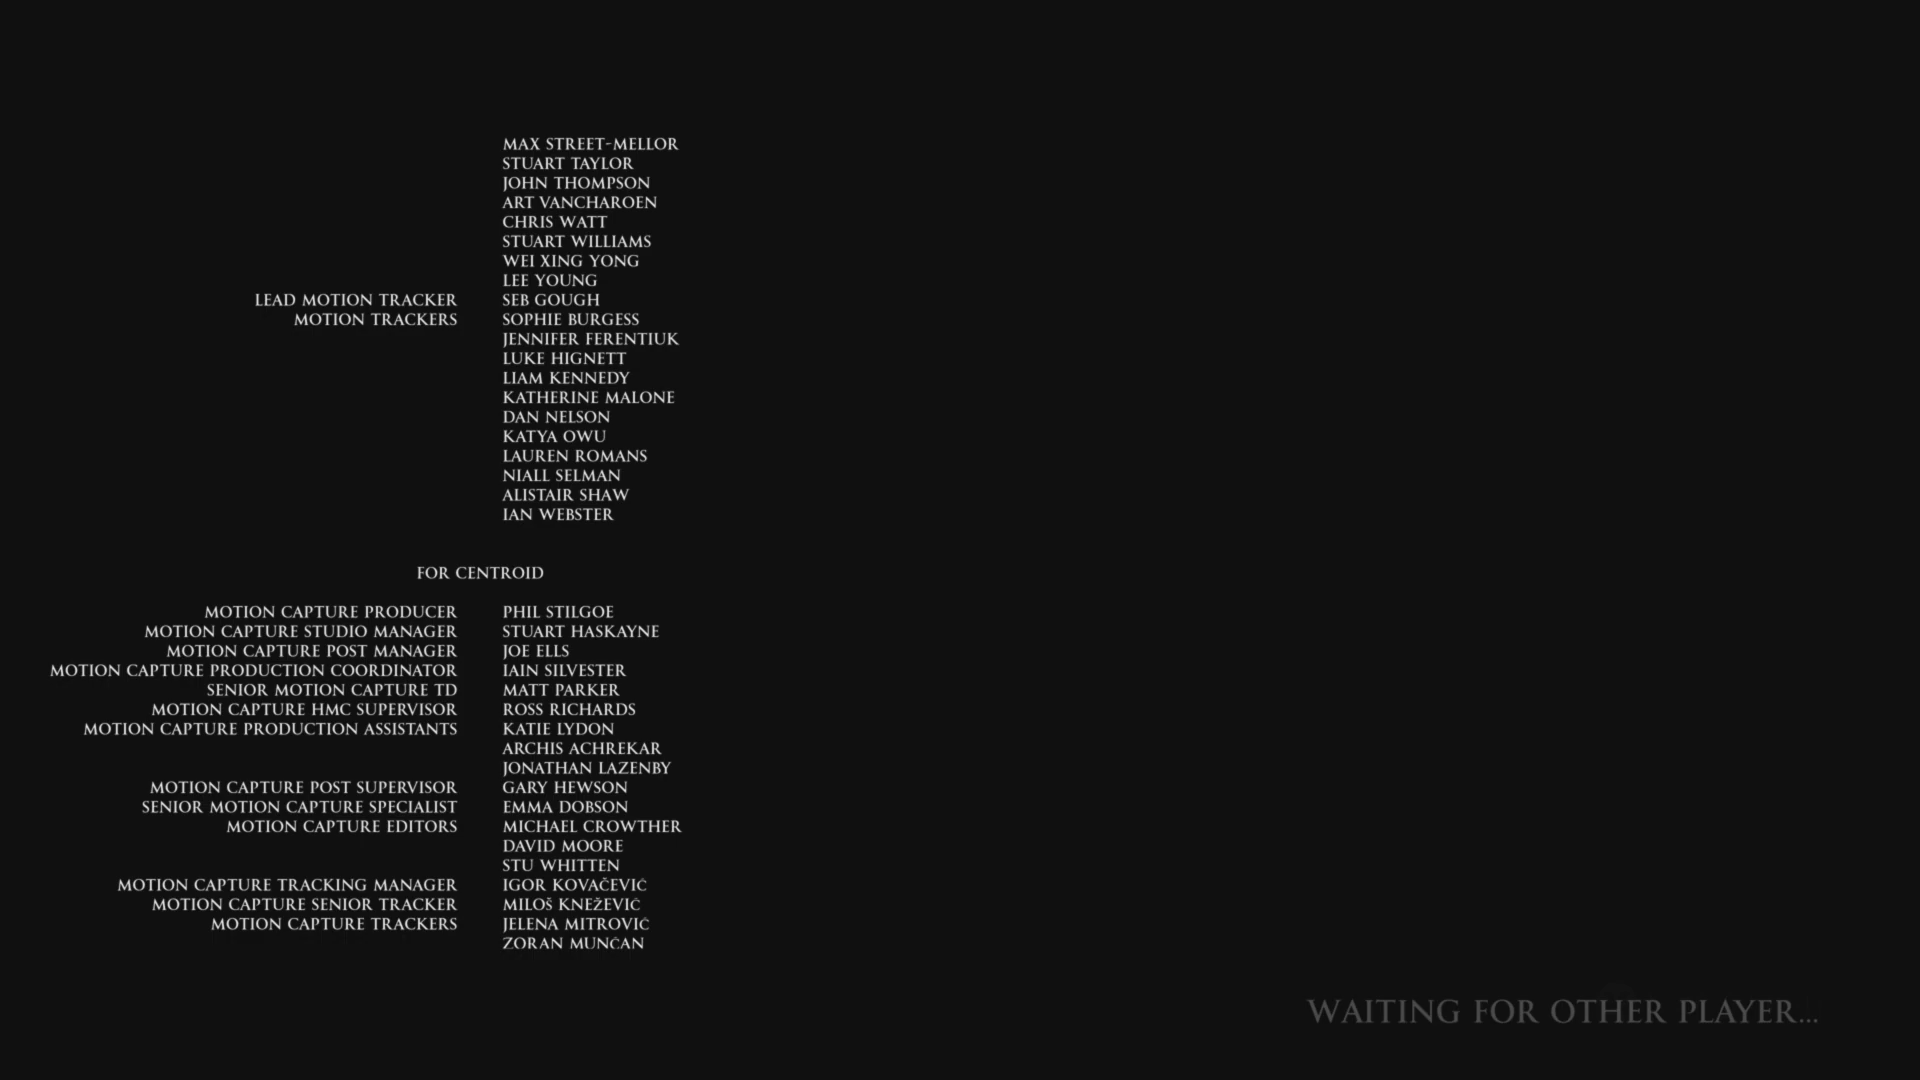 MAX STREET-MELLOR
STUART TAYLOR
JOHN THOMPSON
ART VANCHAROEN
CHRIS WATT
STUART WILLIAMS
WEI XING YONG
LEE YOUNG
LEAD MOTION TRACKER SEB GOUGH
MOTION TRACKERS SOPHIE BURGESS
JENNIFER FERENTIUK
LUKE HIGNETT
LIAM KENNEDY
KATHERINE MALONE
DAN NELSON
KATYA OWU
LAUREN ROMANS
NIALL SELMAN
ALISTAIR SHAW
IAN WEBSTER
FOR CENTROID
MOTION CAPTURE PRODUCER PHIL STILGOE
MOTION CAPTURE STUDIO MANAGER STUART HASKAYNE
MOTION CAPTURE POST MANAGER JOE ELLS
MOTION CAPTURE PRODUCTION COORDINATOR IAIN SILVESTER
SENIOR MOTION CAPTURE TD MATT PARKER
MOTION CAPTURE HMC SUPERVISOR ROSS RICHARDS
MOTION CAPTURE PRODUCTION ASSISTANTS KATIE LYDON
ARCHIS ACHREKAR
JONATHAN LAZENBY
MOTION CAPTURE POST SUPERVISOR GARY HEWSON
SENIOR MOTION CAPTURE SPECIALIST EMMA DOBSON
MOTION CAPTURE EDITORS MICHAEL CROWTHER
DAVID MOORE
STU WHITTEN
MOTION CAPTURE TRACKING MANAGER IGOR KOVAČEVIĆ
MOTION CAPTURE SENIOR TRACKER MILOŠ KNEŽEVIĆ
MOTION CAPTURE TRACKERS JELENA MITROVIĆ
ZORAN MUNĆAN
WAITING FOR OTHER PLAYER...